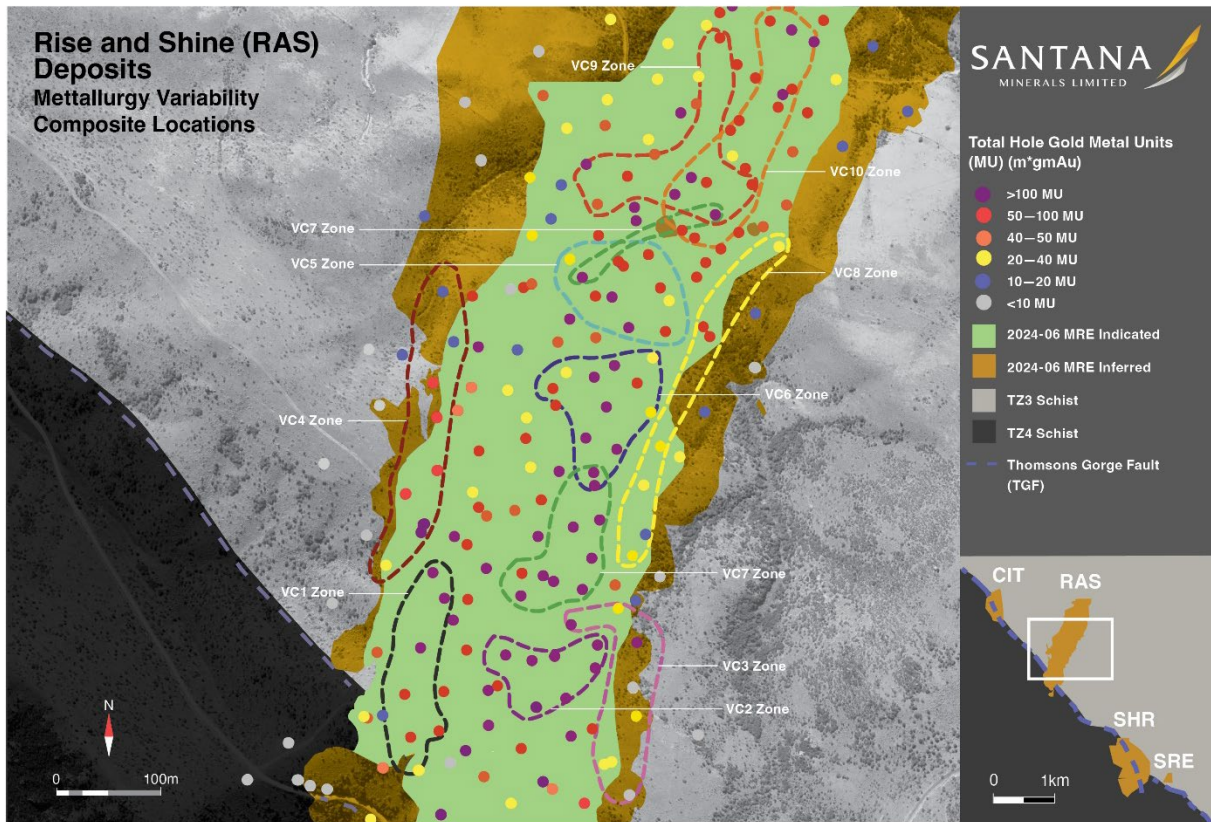 Rise and Shine (RAS)
Deposits
Mettallurgy Variability
Composite Locations
VC9 Zone
VC10 Zone
VC7 Zone
VC5 Zone
VC8 Zone
VC6 Zone
VC4 Zone
VC7 Zone
VC1 Zone
VC3 Zone
VC2 Zone
N
0 100m
SANTANA
MINERALS LIMITED
Total Hole Gold Metal Units
(MU) (m*gmAu)
>100 MU
50—100 MU
40—50 MU
20—40 MU
10—20 MU
<10 MU
2024-06 MRE Indicated
2024-06 MRE Inferred
TZ3 Schist
TZ4 Schist
Thomsons Gorge Fault
(TGF)
CIT
RAS
SHR
SRE
0 1km